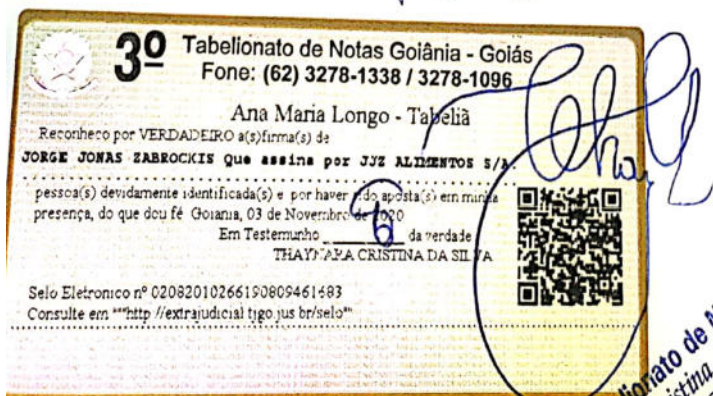 3º Tabelionato de Notas Goiânia - Goiás
Fone: (62) 3278-1338 / 3278-1096
Ana Maria Longo - Tabeliã
Reconheco por VERDADEIRO a(s)firma(s) de
JORGE JONAS ZABROCKIS Que assina por JJZ ALIMENTOS S/A.
pessoa(s) devidamente identificada(s) e por haver sido aposta(s) em minha
presença, do que dou fé Goiania, 03 de Novembro de 2020
Em Testemunho da verdade
THAYNARA CRISTINA DA SILVA
Selo Eletronico nº 02082010266190809461683
Consulte em ""http //extrajudicial tjgo jus br/selo""